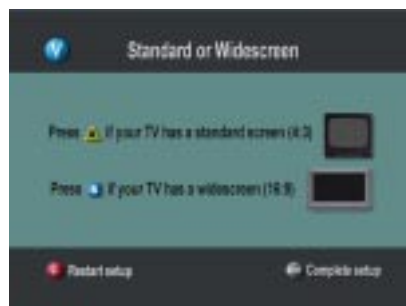 V
Standard or Widescreen
Press A if your TV has a standard screen (4:3)
Press if your TV has a widescreen (16:9)
Restart setup
Complete setup